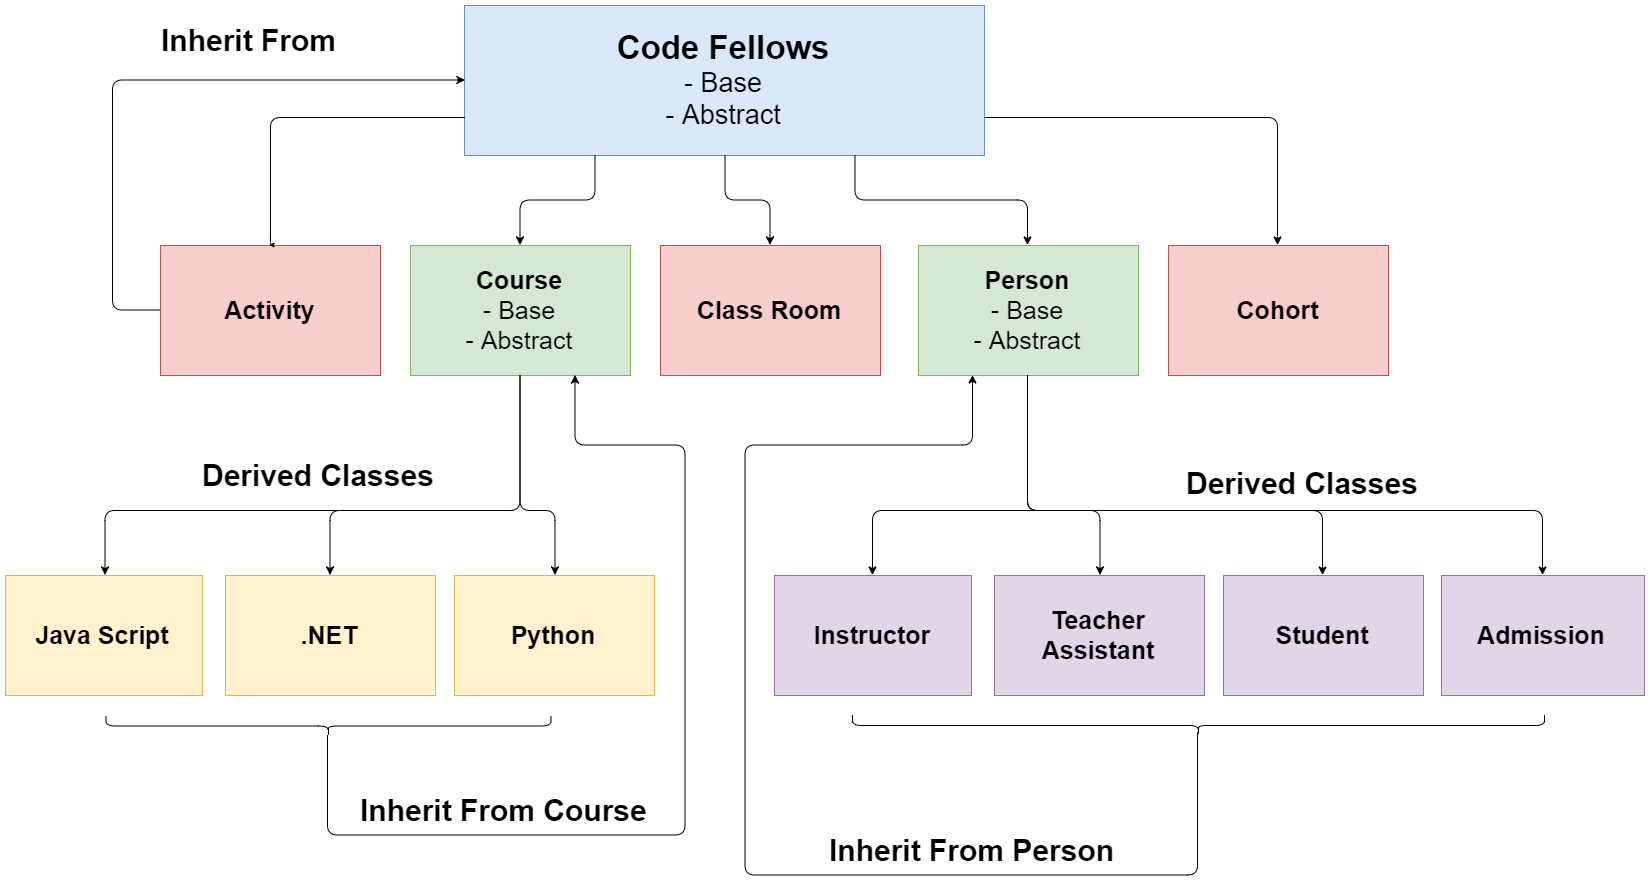 Inherit From
Code Fellows
- Base
- Abstract
Activity
Course
- Base
- Abstract
Class Room
Person
- Base
- Abstract
Cohort
Derived Classes
Derived Classes
Java Script
.NET
Python
Instructor
Teacher
Assistant
Student
Admission
Inherit From Course
Inherit From Person